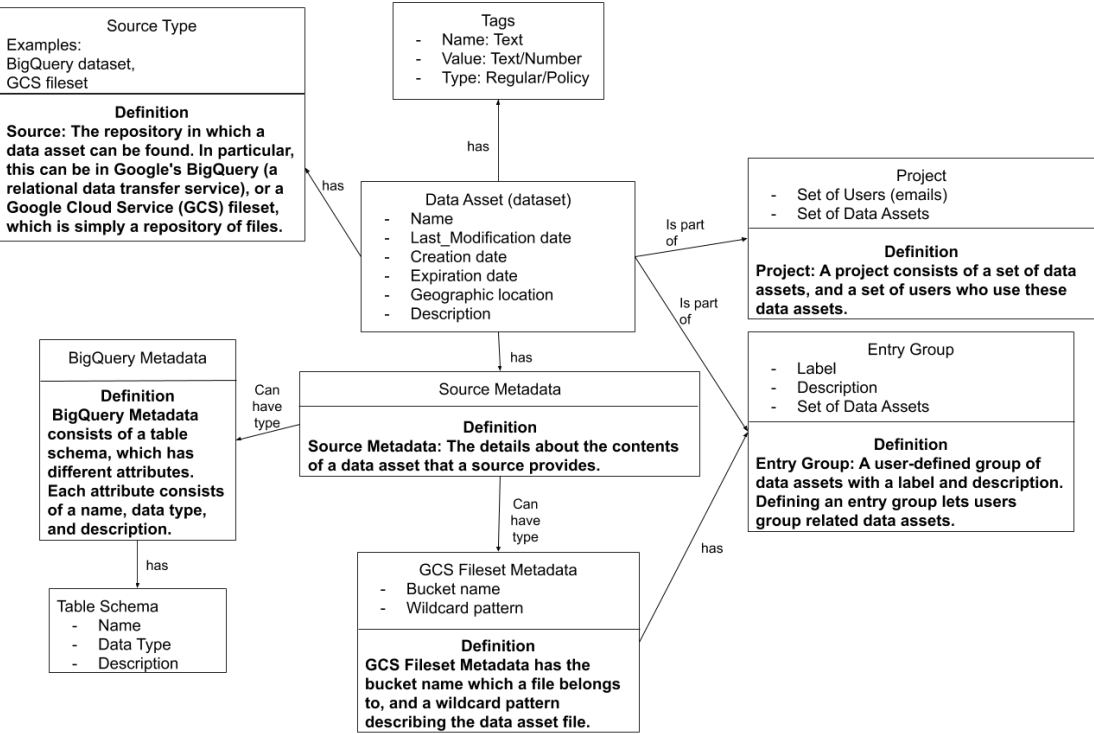 Source Type
Examples:
BigQuery dataset,
GCS fileset
Definition
Source: The repository in which a
data asset can be found. In particular,
this can be in Google's BigQuery (a
relational data transfer service), or a
Google Cloud Service (GCS) fileset,
which is simply a repository of files.
Tags
- Name: Text
- Value: Text/Number
- Type: Regular/Policy
has
has
Data Asset (dataset)
- Name
- Last_Modification date
- Creation date
- Expiration date
- Geographic location
- Description
Is part
of
Is part
of
Project
- Set of Users (emails)
- Set of Data Assets
Definition
Project: A project consists of a set of data
assets, and a set of users who use these
data assets.
has
BigQuery Metadata
Definition
BigQuery Metadata
consists of a table
schema, which has
different attributes.
Each attribute consists
of a name, data type,
and description.
Can
have
type
Source Metadata
Definition
Source Metadata: The details about the contents
of a data asset that a source provides.
Entry Group
- Label
- Description
- Set of Data Assets
Definition
Entry Group: A user-defined group of
data assets with a label and description.
Defining an entry group lets users
group related data assets.
Can
have
type
has
has
Table Schema
- Name
- Data Type
- Description
GCS Fileset Metadata
- Bucket name
- Wildcard pattern
Definition
GCS Fileset Metadata has the
bucket name which a file belongs
to, and a wildcard pattern
describing the data asset file.